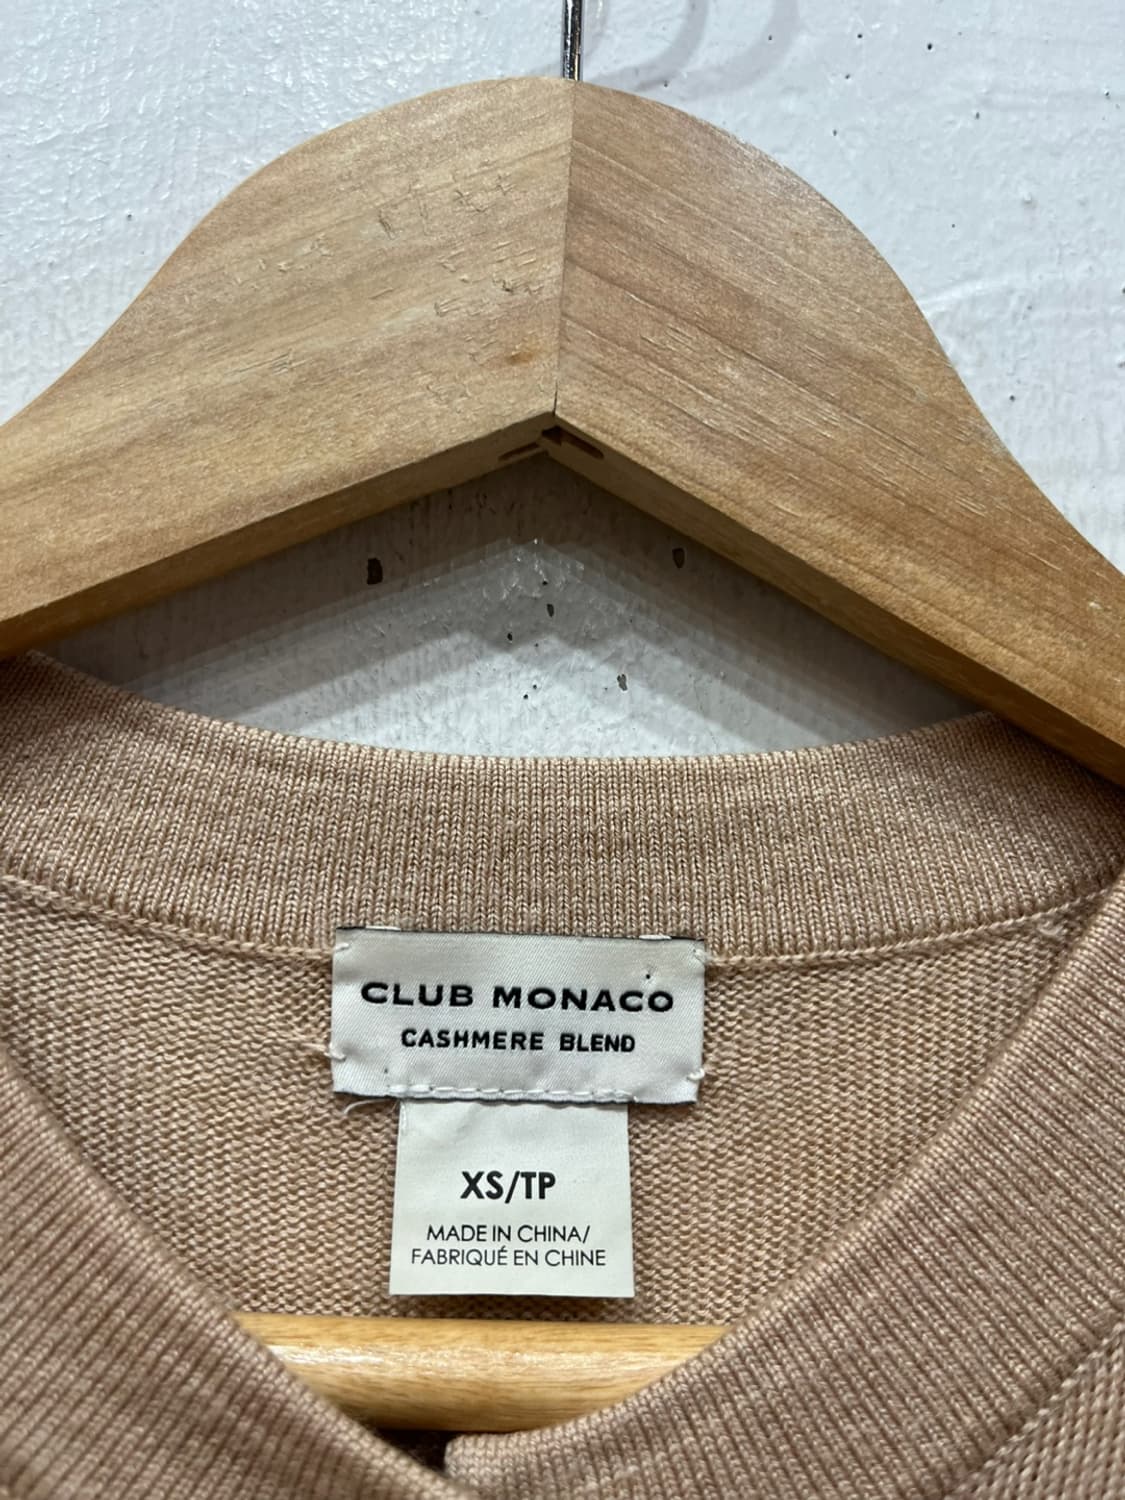 CLUB MONACO
CASHMERE BLEND
XS/TP
MADE IN CHINA/
FABRIQUÉ EN CHINE